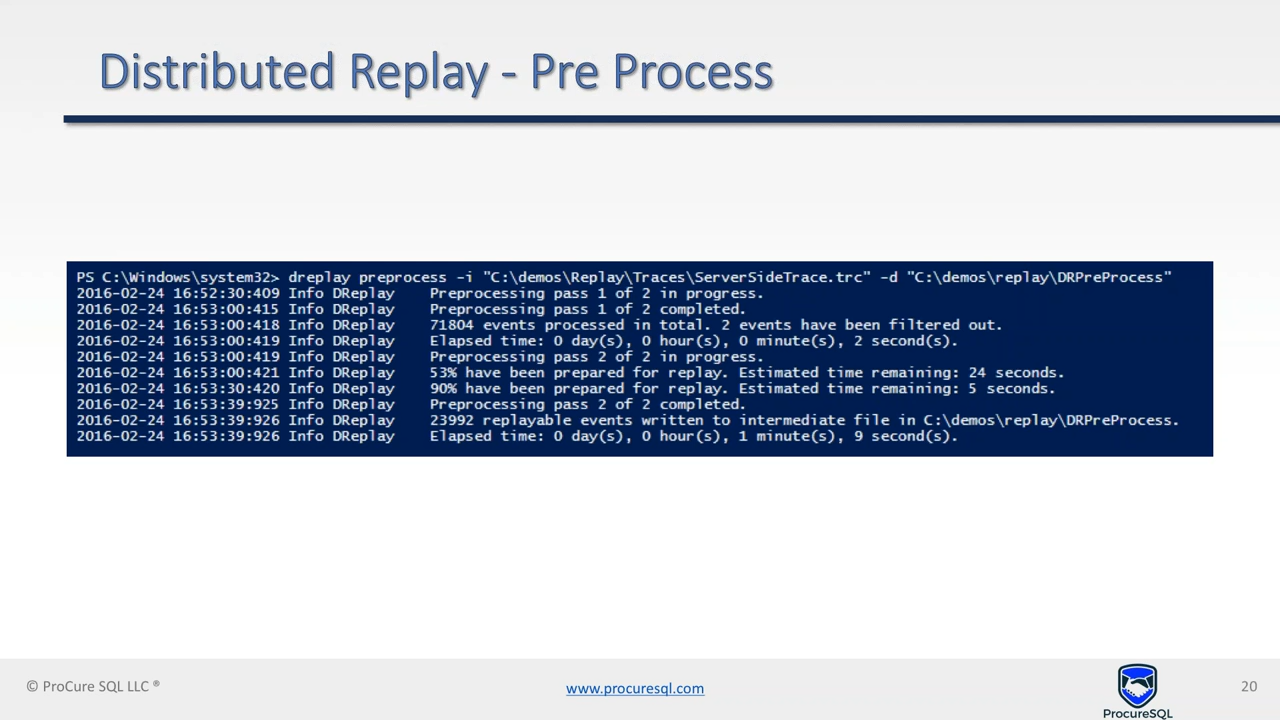 Distributed Replay - Pre Process
PS C:\Windows\system32> dreplay preprocess -i "C:\demos\Replay\Traces\ServerSideTrace.trc" -d "C:\demos\replay\DRPreProcess"
2016-02-24 16:52:30:409 Info DReplay    Preprocessing pass 1 of 2 in progress.
2016-02-24 16:53:00:415 Info DReplay    Preprocessing pass 1 of 2 completed.
2016-02-24 16:53:00:418 Info DReplay    71804 events processed in total. 2 events have been filtered out.
2016-02-24 16:53:00:419 Info DReplay    Elapsed time: 0 day(s), 0 hour(s), 0 minute(s), 2 second(s).
2016-02-24 16:53:00:419 Info DReplay    Preprocessing pass 2 of 2 in progress.
2016-02-24 16:53:00:421 Info DReplay    53% have been prepared for replay. Estimated time remaining: 24 seconds.
2016-02-24 16:53:30:420 Info DReplay    90% have been prepared for replay. Estimated time remaining: 5 seconds.
2016-02-24 16:53:39:925 Info DReplay    Preprocessing pass 2 of 2 completed.
2016-02-24 16:53:39:926 Info DReplay    23992 replayable events written to intermediate file in C:\demos\replay\DRPreProcess.
2016-02-24 16:53:39:926 Info DReplay    Elapsed time: 0 day(s), 0 hour(s), 1 minute(s), 9 second(s).
© ProCure SQL LLC ®
www.procuresql.com
ProcureSQL
20